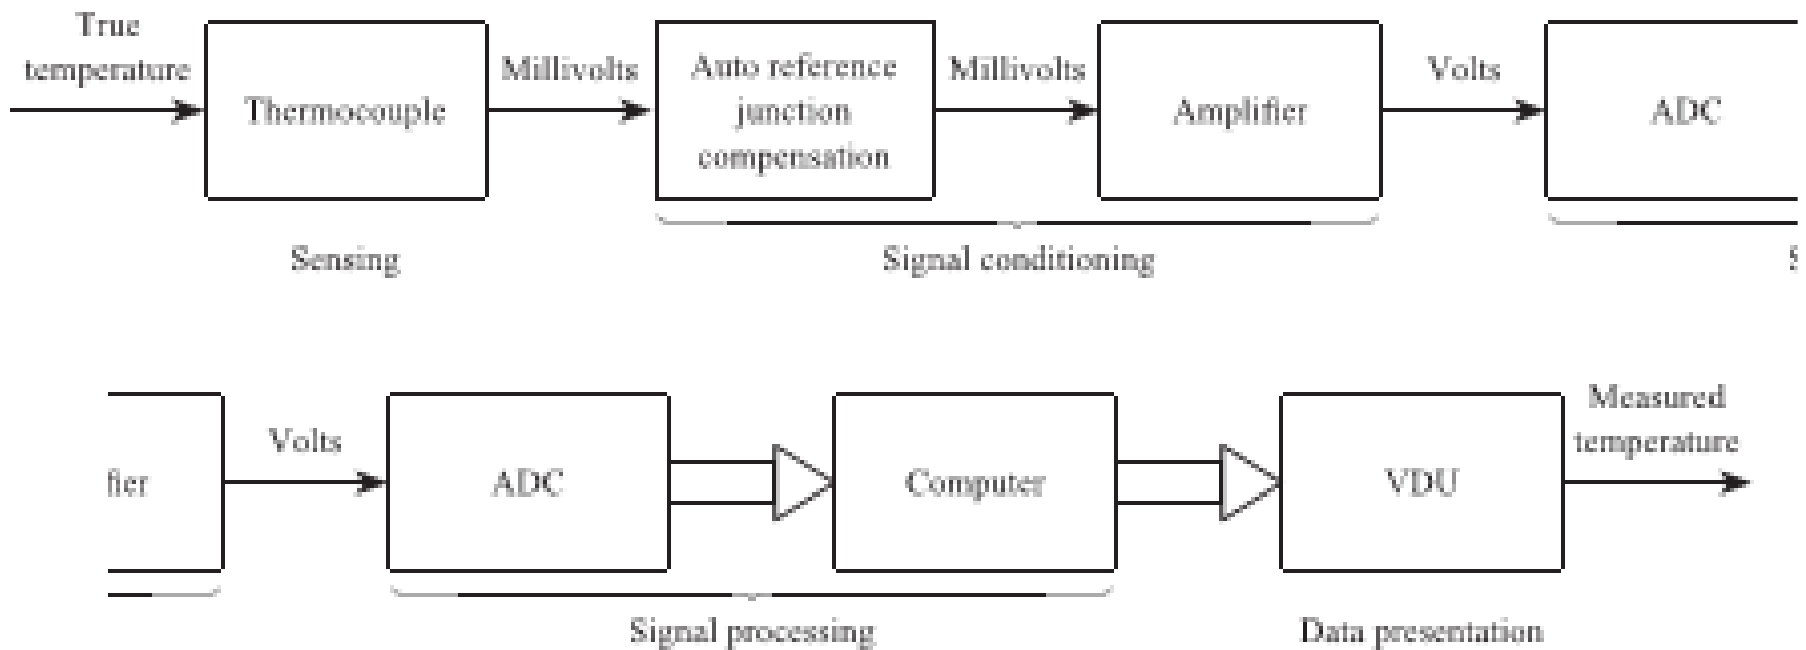 True
temperature
Thermocouple
Millivolts
Auto reference
junction
compensation
Millivolts
Amplifier
Volts
ADC
Sensing
Signal conditioning
S
fier
Volts
ADC
Computer
VDU
Measured
temperature
Signal processing
Data presentation